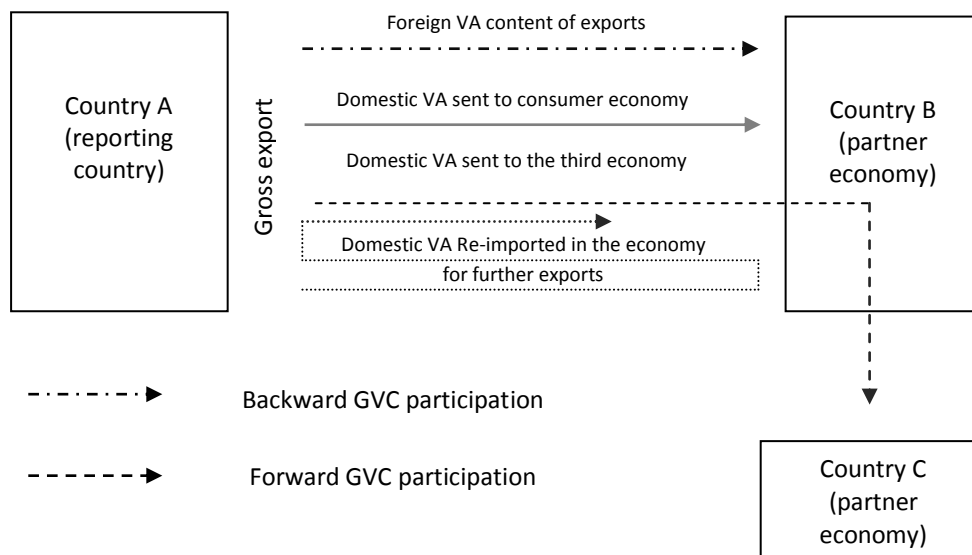 Foreign VA content of exports
Country A
(reporting
country)
Gross export
Domestic VA sent to consumer economy
Domestic VA sent to the third economy
Domestic VA Re-imported in the economy
for further exports
Country B
(partner
economy)
Backward GVC participation
Forward GVC participation
Country C
(partner
economy)